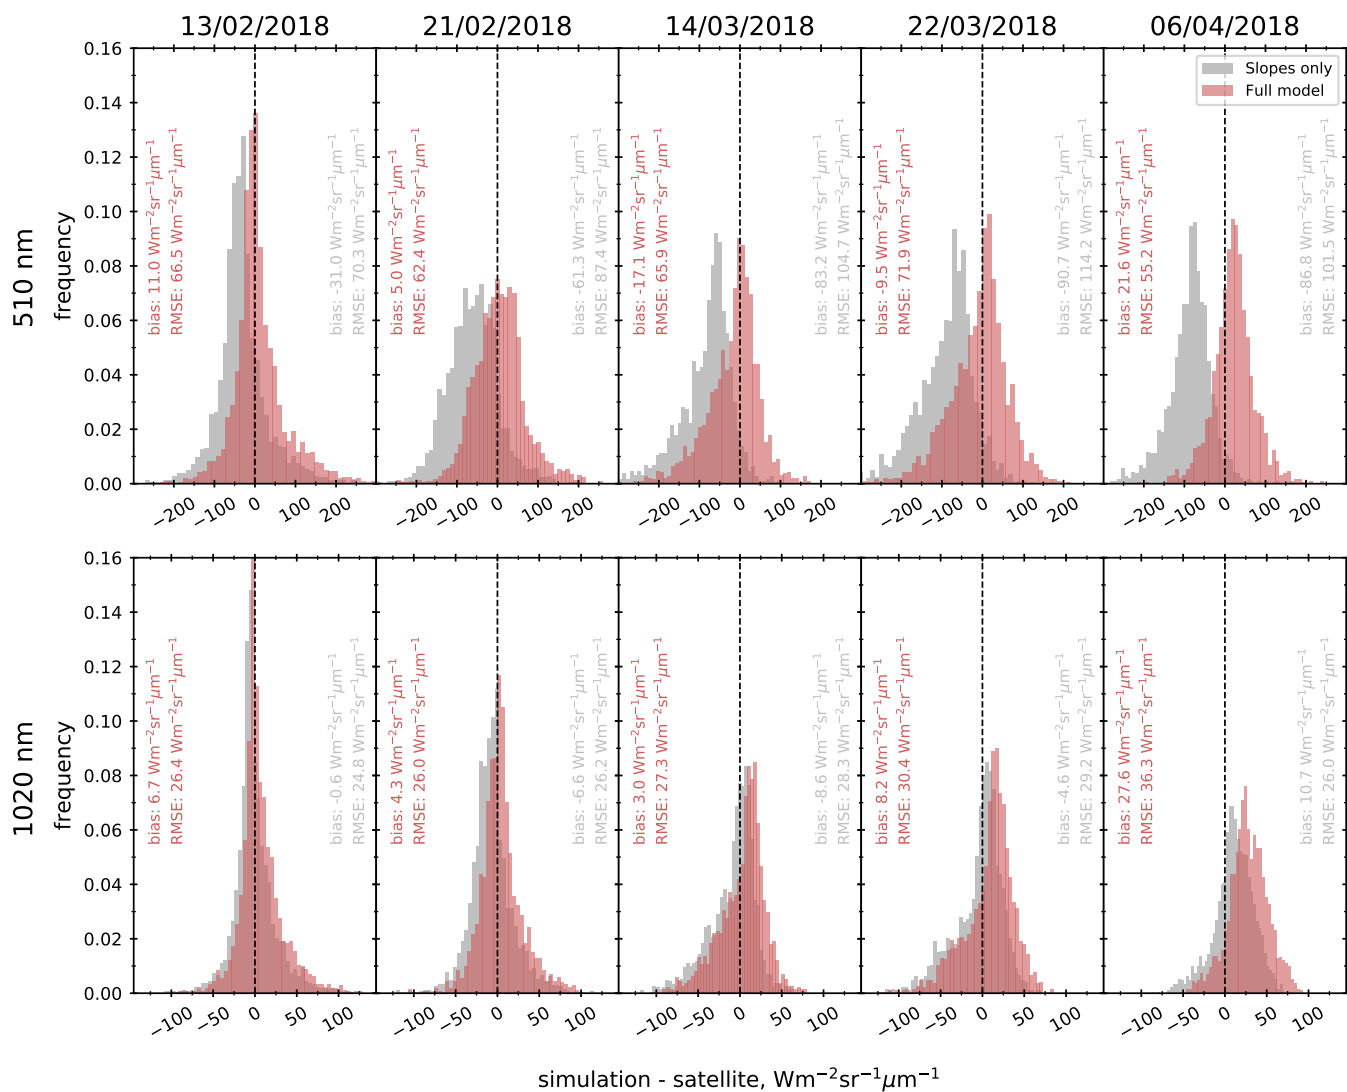 13/02/2018 21/02/2018 14/03/2018 22/03/2018 06/04/2018
510 nm
frequency
0.16
0.14
0.12
0.10
0.08
0.06
0.04
0.02
0.00
bias: 11.0 Wm⁻²sr⁻¹μm⁻¹
RMSE: 66.5 Wm⁻²sr⁻¹μm⁻¹
bias: -31.0 Wm⁻²sr⁻¹μm⁻¹
RMSE: 70.3 Wm⁻²sr⁻¹μm⁻¹
bias: 5.0 Wm⁻²sr⁻¹μm⁻¹
RMSE: 62.4 Wm⁻²sr⁻¹μm⁻¹
bias: -61.3 Wm⁻²sr⁻¹μm⁻¹
RMSE: 87.4 Wm⁻²sr⁻¹μm⁻¹
bias: -17.1 Wm⁻²sr⁻¹μm⁻¹
RMSE: 65.9 Wm⁻²sr⁻¹μm⁻¹
bias: -83.2 Wm⁻²sr⁻¹μm⁻¹
RMSE: 104.7 Wm⁻²sr⁻¹μm⁻¹
bias: -9.5 Wm⁻²sr⁻¹μm⁻¹
RMSE: 71.9 Wm⁻²sr⁻¹μm⁻¹
bias: -90.7 Wm⁻²sr⁻¹μm⁻¹
RMSE: 114.2 Wm⁻²sr⁻¹μm⁻¹
Slopes only
Full model
bias: 21.6 Wm⁻²sr⁻¹μm⁻¹
RMSE: 55.2 Wm⁻²sr⁻¹μm⁻¹
bias: -86.8 Wm⁻²sr⁻¹μm⁻¹
RMSE: 101.5 Wm⁻²sr⁻¹μm⁻¹
−200 −100 0 100 200 −200 −100 0 100 200 −200 −100 0 100 200 −200 −100 0 100 200 −200 −100 0 100 200
1020 nm
frequency
0.16
0.14
0.12
0.10
0.08
0.06
0.04
0.02
0.00
bias: 6.7 Wm⁻²sr⁻¹μm⁻¹
RMSE: 26.4 Wm⁻²sr⁻¹μm⁻¹
bias: -0.6 Wm⁻²sr⁻¹μm⁻¹
RMSE: 24.8 Wm⁻²sr⁻¹μm⁻¹
bias: 4.3 Wm⁻²sr⁻¹μm⁻¹
RMSE: 26.0 Wm⁻²sr⁻¹μm⁻¹
bias: -6.6 Wm⁻²sr⁻¹μm⁻¹
RMSE: 26.2 Wm⁻²sr⁻¹μm⁻¹
bias: 3.0 Wm⁻²sr⁻¹μm⁻¹
RMSE: 27.3 Wm⁻²sr⁻¹μm⁻¹
bias: -8.6 Wm⁻²sr⁻¹μm⁻¹
RMSE: 28.3 Wm⁻²sr⁻¹μm⁻¹
bias: 8.2 Wm⁻²sr⁻¹μm⁻¹
RMSE: 30.4 Wm⁻²sr⁻¹μm⁻¹
bias: -4.6 Wm⁻²sr⁻¹μm⁻¹
RMSE: 29.2 Wm⁻²sr⁻¹μm⁻¹
bias: 27.6 Wm⁻²sr⁻¹μm⁻¹
RMSE: 36.3 Wm⁻²sr⁻¹μm⁻¹
bias: 10.7 Wm⁻²sr⁻¹μm⁻¹
RMSE: 26.0 Wm⁻²sr⁻¹μm⁻¹
−100 −50 0 50 100 −100 −50 0 50 100 −100 −50 0 50 100 −100 −50 0 50 100 −100 −50 0 50 100
simulation - satellite, Wm⁻²sr⁻¹μm⁻¹